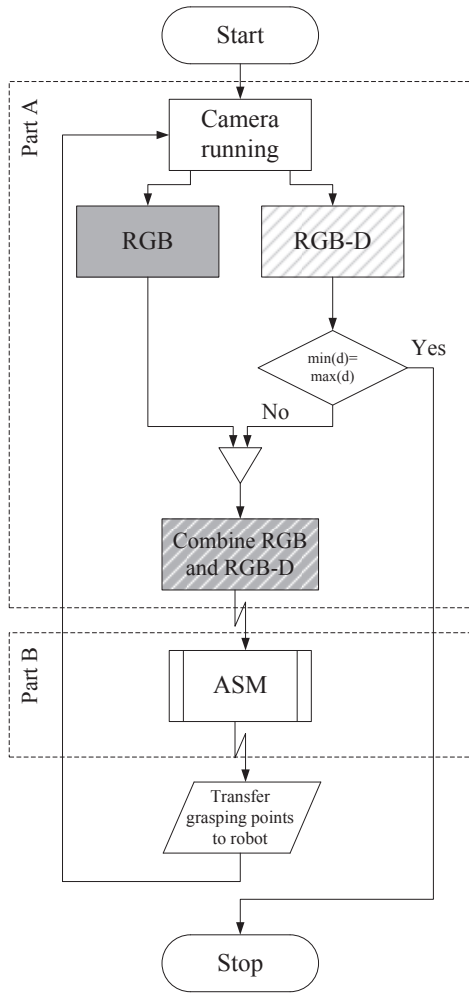 Start
Part A
Camera
running
RGB
RGB-D
min(d)=
max(d)
Yes
No
Combine RGB
and RGB-D
Part B
ASM
Transfer
grasping points
to robot
Stop